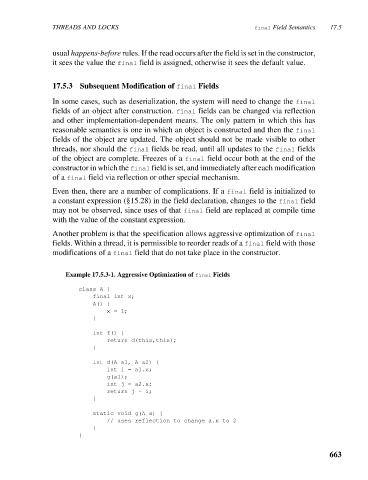 THREADS AND LOCKS final Field Semantics 17.5
usual happens-before rules. If the read occurs after the field is set in the constructor,
it sees the value the final field is assigned, otherwise it sees the default value.
17.5.3 Subsequent Modification of final Fields
In some cases, such as deserialization, the system will need to change the final
fields of an object after construction. final fields can be changed via reflection
and other implementation-dependent means. The only pattern in which this has
reasonable semantics is one in which an object is constructed and then the final
fields of the object are updated. The object should not be made visible to other
threads, nor should the final fields be read, until all updates to the final fields
of the object are complete. Freezes of a final field occur both at the end of the
constructor in which the final field is set, and immediately after each modification
of a final field via reflection or other special mechanism.
Even then, there are a number of complications. If a final field is initialized to
a constant expression (§15.28) in the field declaration, changes to the final field
may not be observed, since uses of that final field are replaced at compile time
with the value of the constant expression.
Another problem is that the specification allows aggressive optimization of final
fields. Within a thread, it is permissible to reorder reads of a final field with those
modifications of a final field that do not take place in the constructor.
Example 17.5.3-1. Aggressive Optimization of final Fields
class A {
final int x;
A() {
x = 1;
}
int f() {
return d(this,this);
}
int d(A a1, A a2) {
int i = a1.x;
g(a1);
int j = a2.x;
return j - i;
}
static void g(A a) {
// uses reflection to change a.x to 2
}
}
663